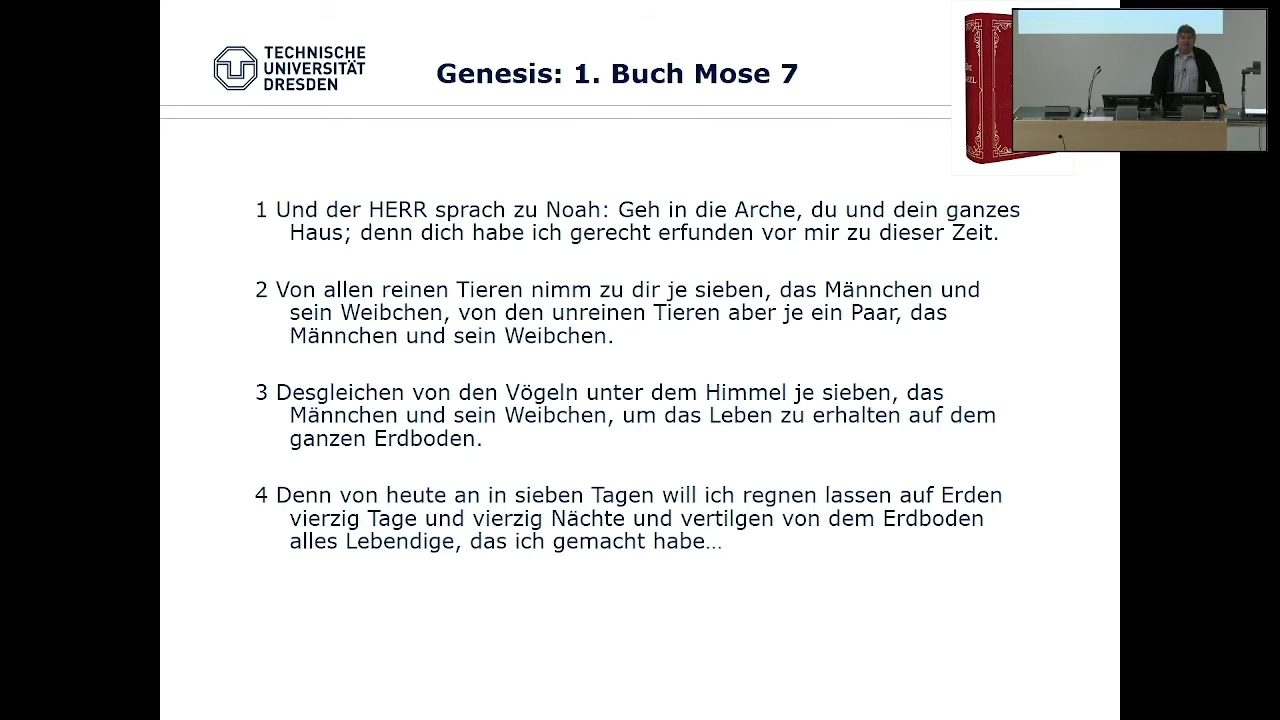 TECHNISCHE
UNIVERSITÄT
DRESDEN
Genesis: 1. Buch Mose 7
1 Und der HERR sprach zu Noah: Geh in die Arche, du und dein ganzes
Haus; denn dich habe ich gerecht erfunden vor mir zu dieser Zeit.
2 Von allen reinen Tieren nimm zu dir je sieben, das Männchen und
sein Weibchen, von den unreinen Tieren aber je ein Paar, das
Männchen und sein Weibchen.
3 Desgleichen von den Vögeln unter dem Himmel je sieben, das
Männchen und sein Weibchen, um das Leben zu erhalten auf dem
ganzen Erdboden.
4 Denn von heute an in sieben Tagen will ich regnen lassen auf Erden
vierzig Tage und vierzig Nächte und vertilgen von dem Erdboden
alles Lebendige, das ich gemacht habe…